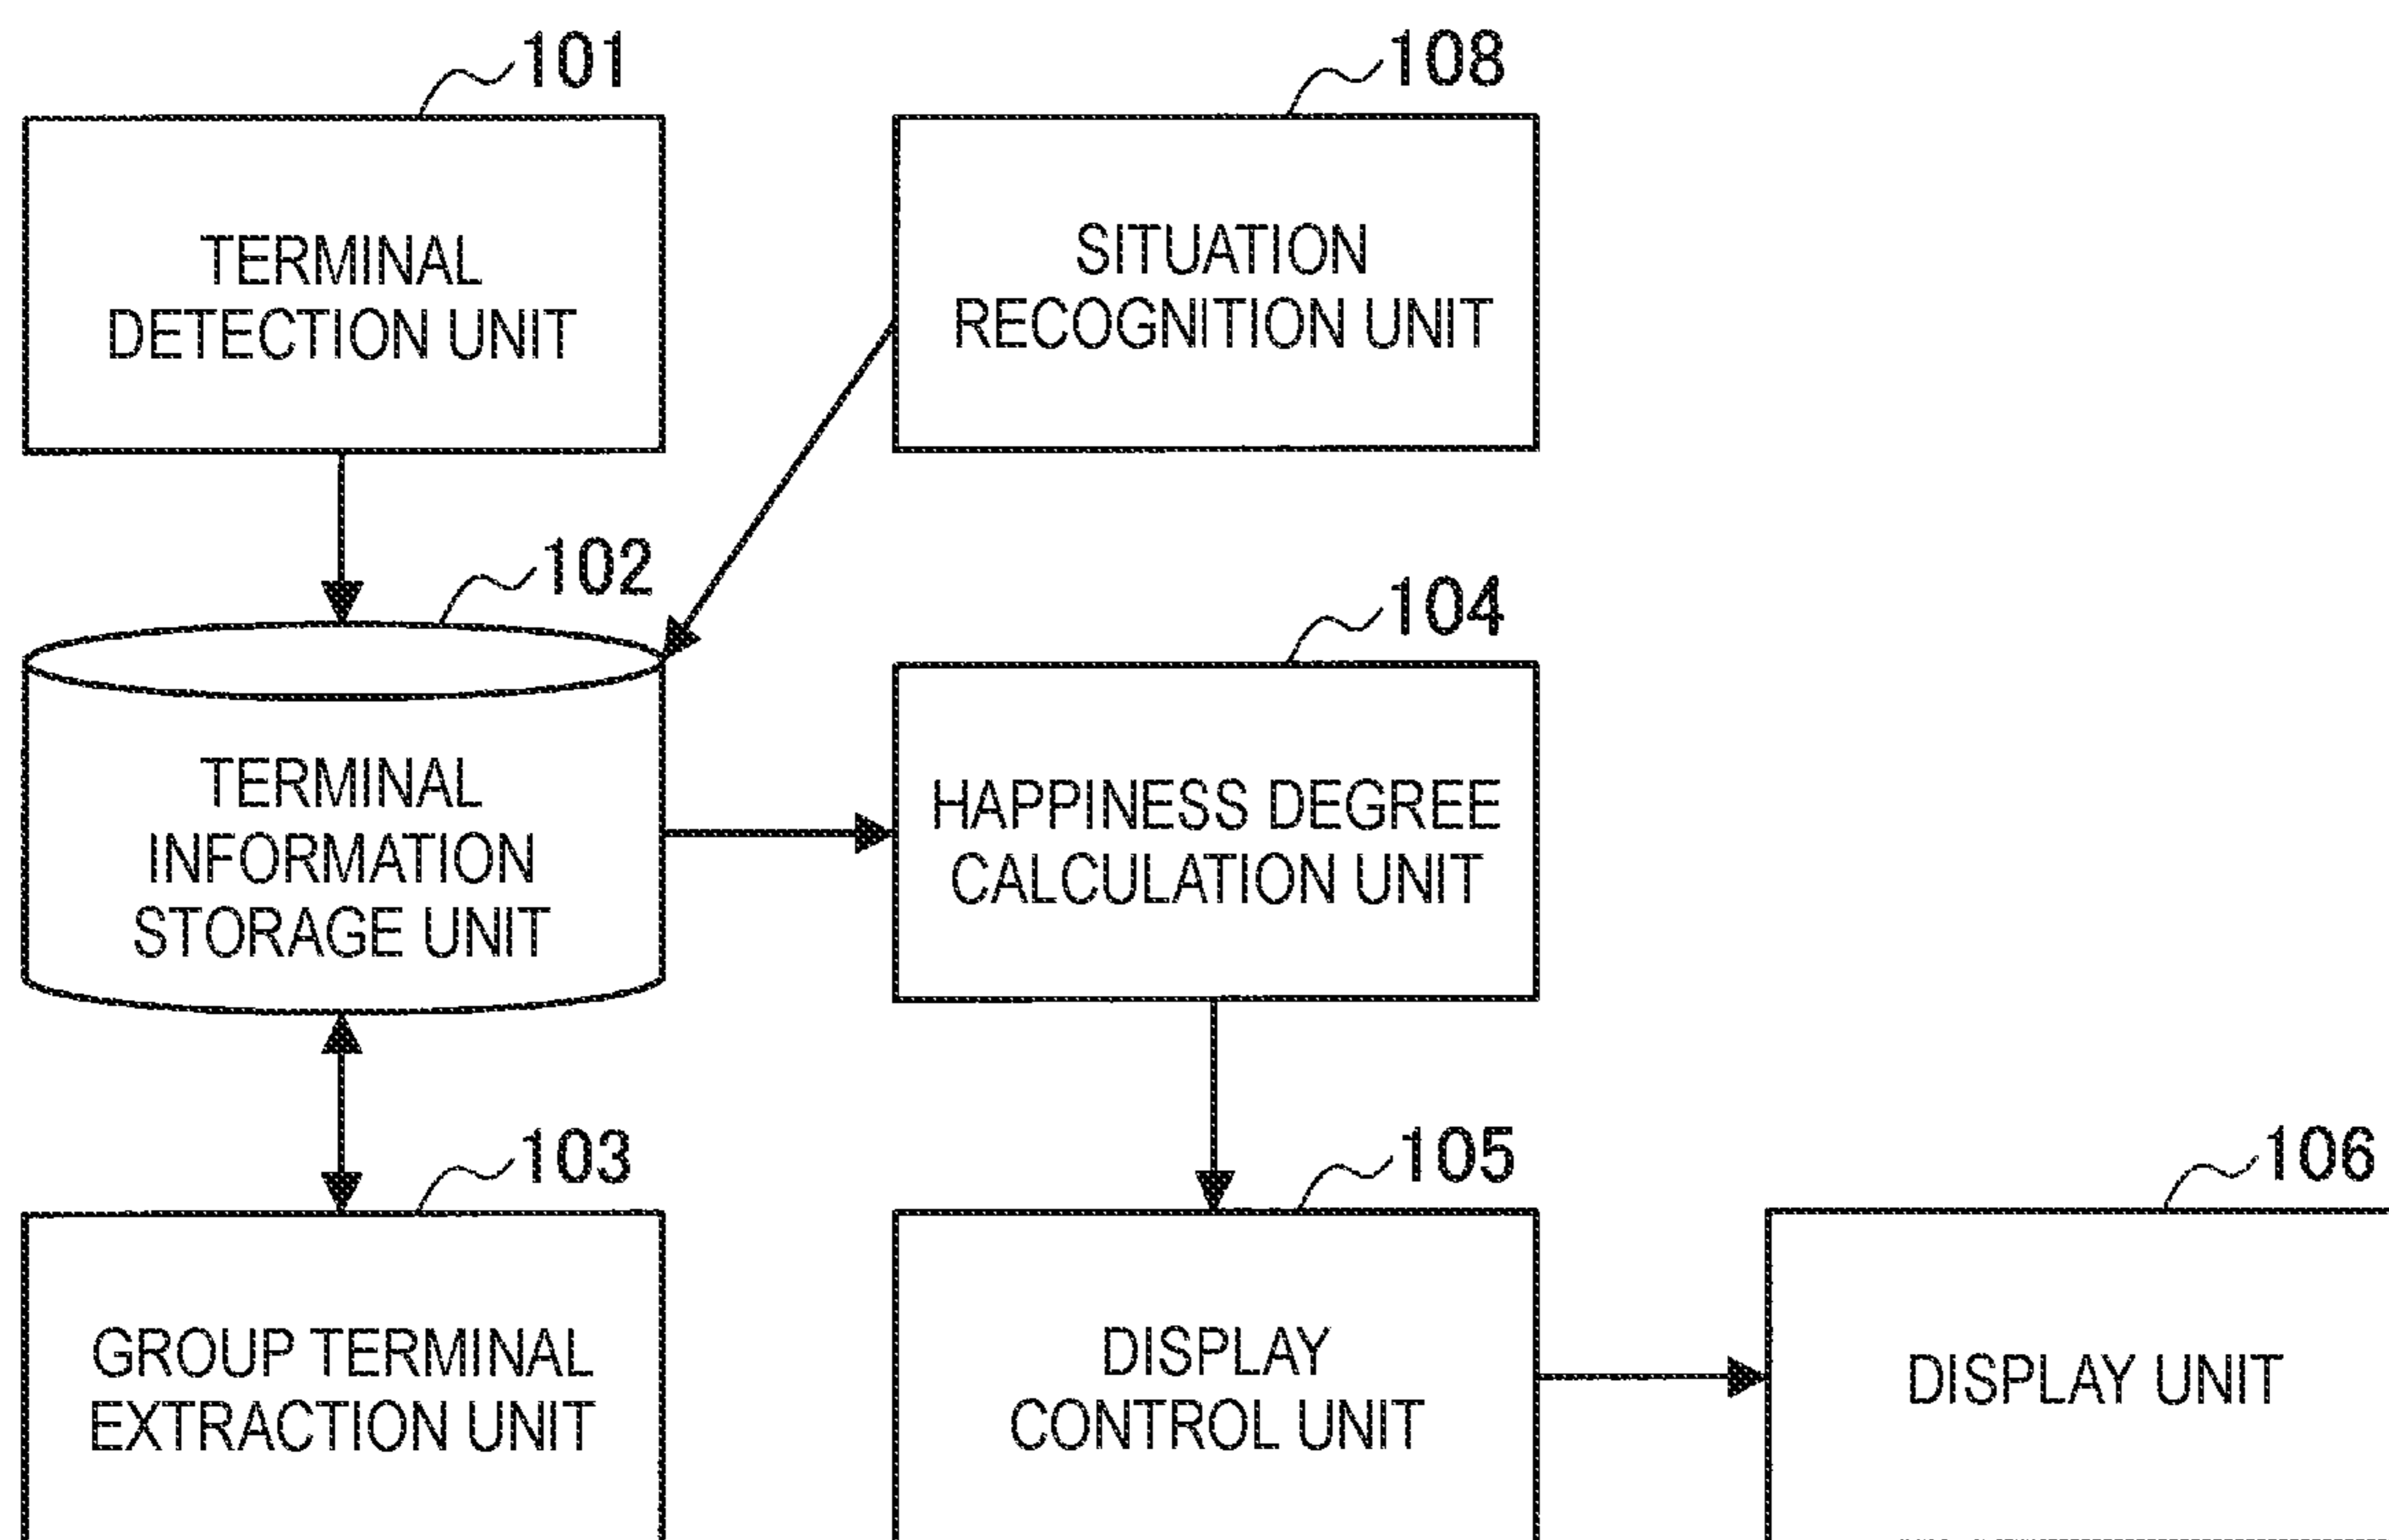 101
TERMINAL
DETECTION UNIT
108
SITUATION
RECOGNITION UNIT
102
TERMINAL
INFORMATION
STORAGE UNIT
104
HAPPINESS DEGREE
CALCULATION UNIT
103
GROUP TERMINAL
EXTRACTION UNIT
105
DISPLAY
CONTROL UNIT
106
DISPLAY UNIT